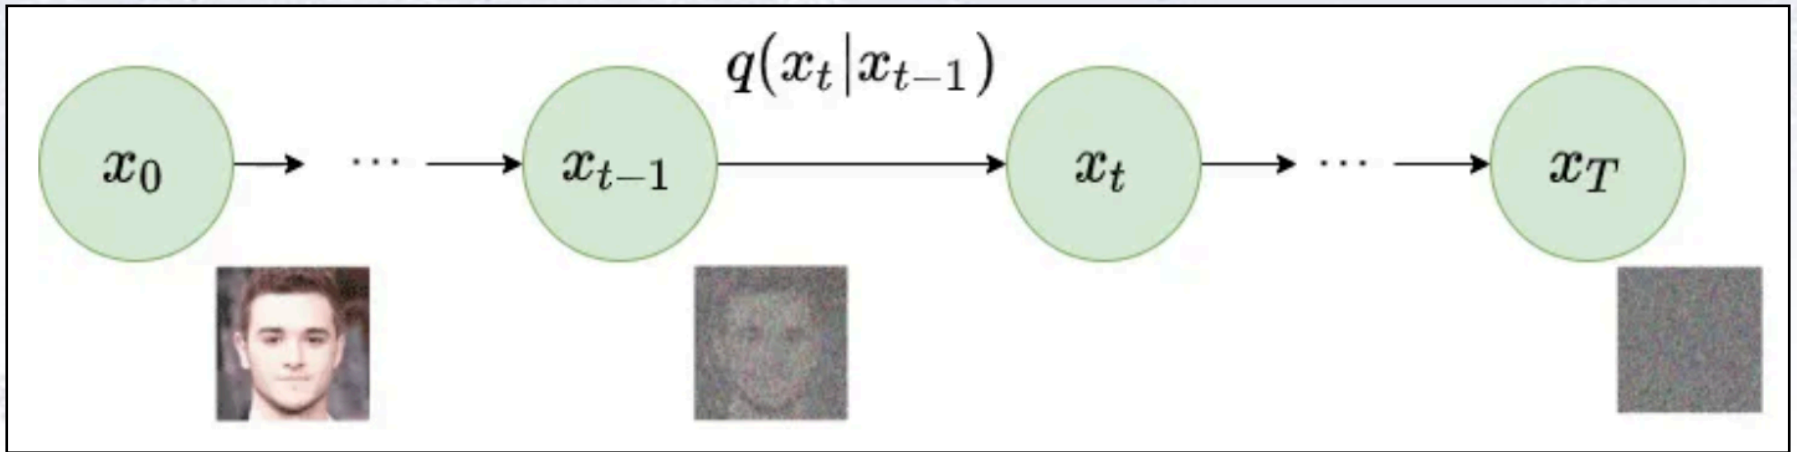 q(x_t|x_{t-1})
x_0 ··· x_{t-1} x_t ··· x_T